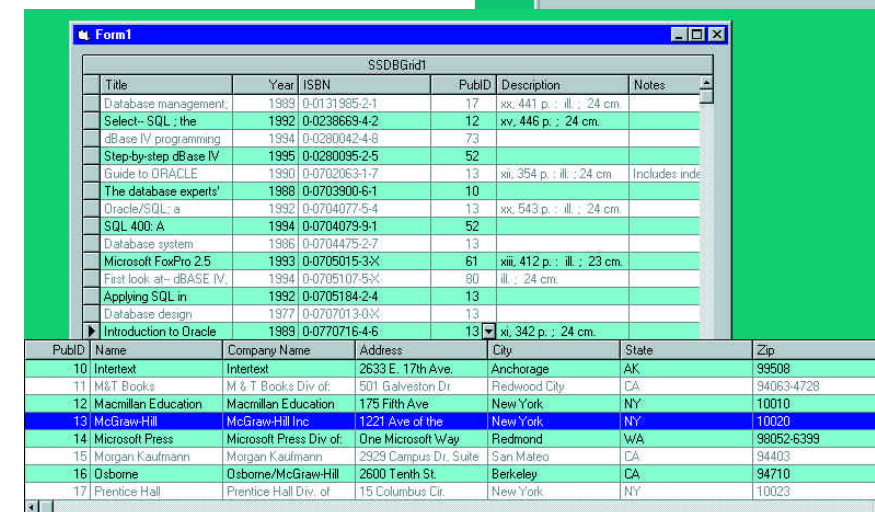 Form1
SSDBGrid1
Title Year ISBN PubID Description Notes
Database management; 1989 0-0131985-2-1 17 xx, 441 p. : ill. ; 24 cm.
Select-- SQL ; the 1992 0-0238669-4-2 12 xv, 446 p. ; 24 cm.
dBase IV programming 1994 0-0280042-4-8 73
Step-by-step dBase IV 1995 0-0280095-2-5 52
Guide to ORACLE 1990 0-0702063-1-7 13 xii, 354 p. : ill. ; 24 cm Includes inde
The database experts' 1988 0-0703900-6-1 10
Oracle/SQL; a 1992 0-0704077-5-4 13 xx, 543 p. : ill. ; 24 cm.
SQL 400: A 1994 0-0704079-9-1 52
Database system 1986 0-0704475-2-7 13
Microsoft FoxPro 2.5 1993 0-0705015-3-X 61 xiii, 412 p. : ill. ; 23 cm.
First look at-- dBASE IV, 1994 0-0705107-5-X 80 ill. ; 24 cm.
Applying SQL in 1992 0-0705184-2-4 13
Database design 1977 0-0707013-0-X 13
Introduction to Oracle 1989 0-0770716-4-6 13 xi, 342 p. ; 24 cm.
PubID Name Company Name Address City State Zip
10 Intertext Intertext 2633 E. 17th Ave. Anchorage AK 99508
11 M&T Books M & T Books Div of: 501 Galveston Dr Redwood City CA 94063-4728
12 Macmillan Education Macmillan Education 175 Fifth Ave New York NY 10010
13 McGraw-Hill McGraw-Hill Inc 1221 Ave of the New York NY 10020
14 Microsoft Press Microsoft Press Div of: One Microsoft Way Redmond WA 98052-6399
15 Morgan Kaufmann Morgan Kaufmann 2929 Campus Dr, Suite San Mateo CA 94403
16 Osborne Osborne/McGraw-Hill 2600 Tenth St. Berkeley CA 94710
17 Prentice Hall Prentice Hall Div. of 15 Columbus Cir. New York NY 10023